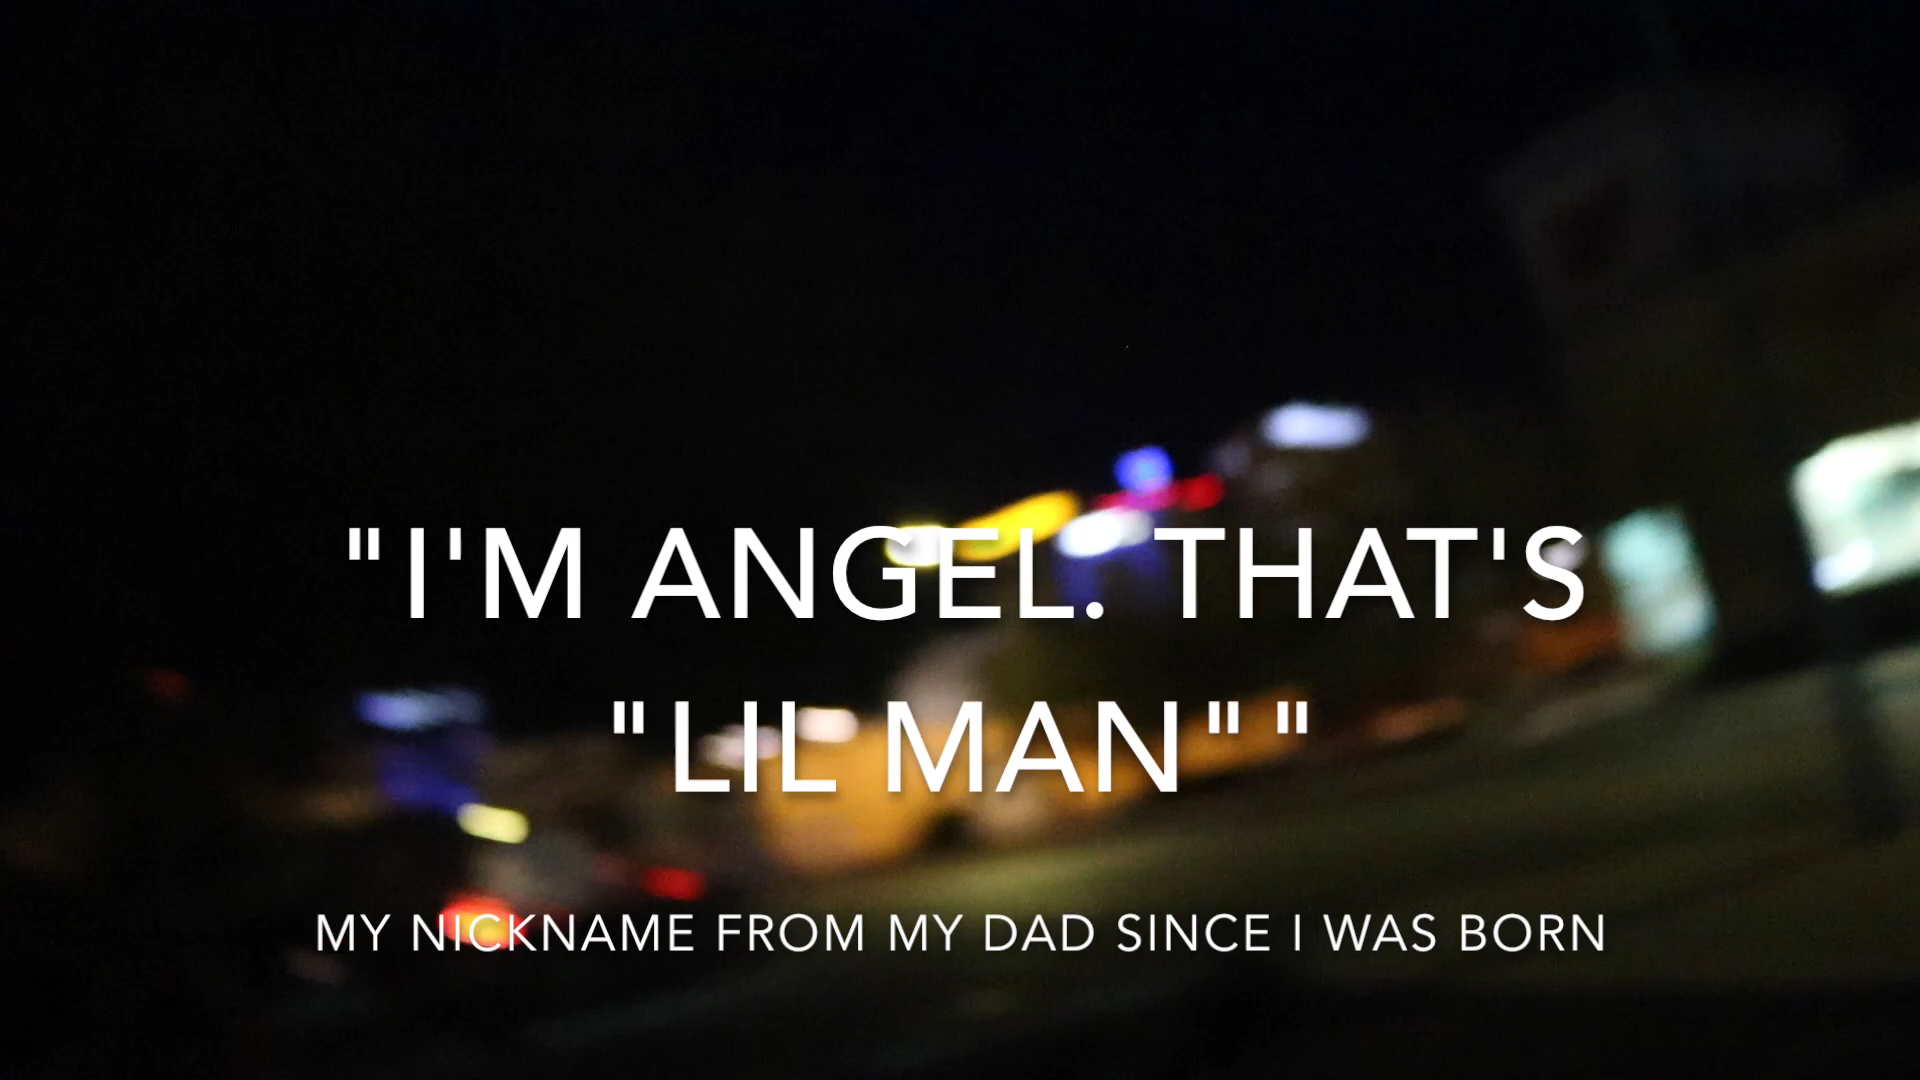 "I'M ANGEL. THAT'S
"LIL MAN""
MY NICKNAME FROM MY DAD SINCE I WAS BORN